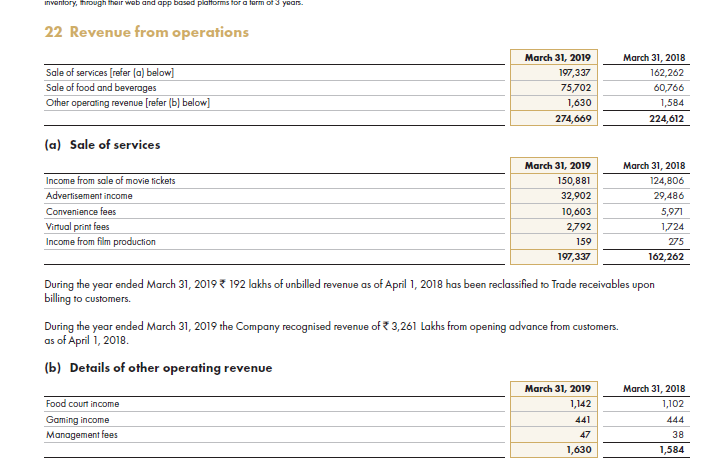 inventory, through their web and app based platforms for a term of 3 years.
22 Revenue from operations
March 31, 2019 March 31, 2018
Sale of services [refer (a) below] 197,337 162,262
Sale of food and beverages 75,702 60,766
Other operating revenue [refer (b) below] 1,630 1,584
274,669 224,612
(a) Sale of services
March 31, 2019 March 31, 2018
Income from sale of movie tickets 150,881 124,806
Advertisement income 32,902 29,486
Convenience fees 10,603 5,971
Virtual print fees 2,792 1,724
Income from film production 159 275
197,337 162,262
During the year ended March 31, 2019 ₹ 192 lakhs of unbilled revenue as of April 1, 2018 has been reclassified to Trade receivables upon
billing to customers.
During the year ended March 31, 2019 the Company recognised revenue of ₹ 3,261 Lakhs from opening advance from customers.
as of April 1, 2018.
(b) Details of other operating revenue
March 31, 2019 March 31, 2018
Food court income 1,142 1,102
Gaming income 441 444
Management fees 47 38
1,630 1,584